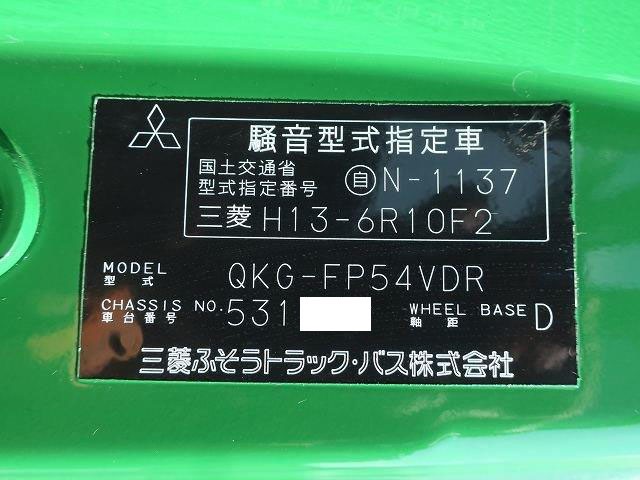 騒音型式指定車
国土交通省
型式指定番号 自N-1137
三菱 H13-6R10F2
MODEL
型式 QKG-FP54VDR
CHASSIS NO.
車台番号 531
WHEEL BASE
軸距 D
三菱ふそうトラック・バス株式会社